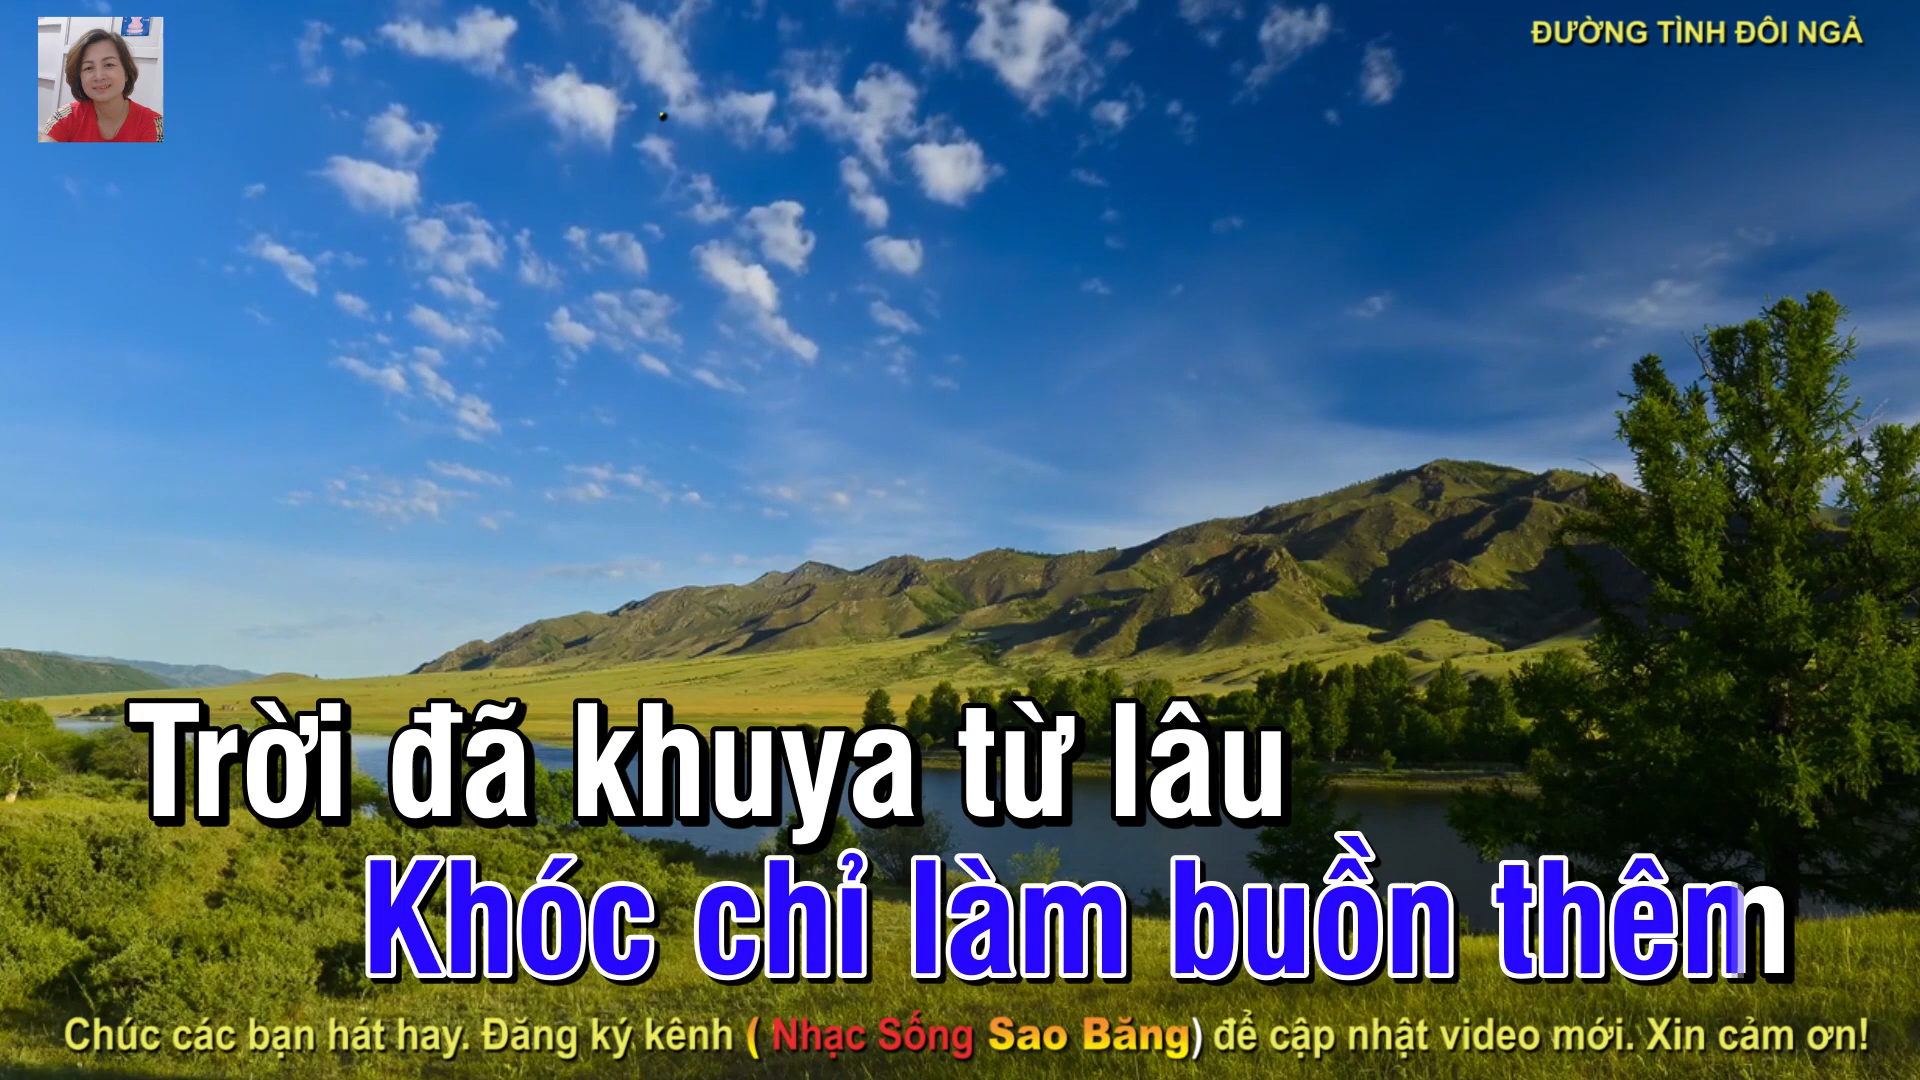 ĐƯỜNG TÌNH ĐÔI NGẢ
Trời đã khuya từ lâu
Khóc chỉ làm buồn thêm
Chúc các bạn hát hay. Đăng ký kênh ( Nhạc Sống Sao Băng) để cập nhật video mới. Xin cảm ơn!